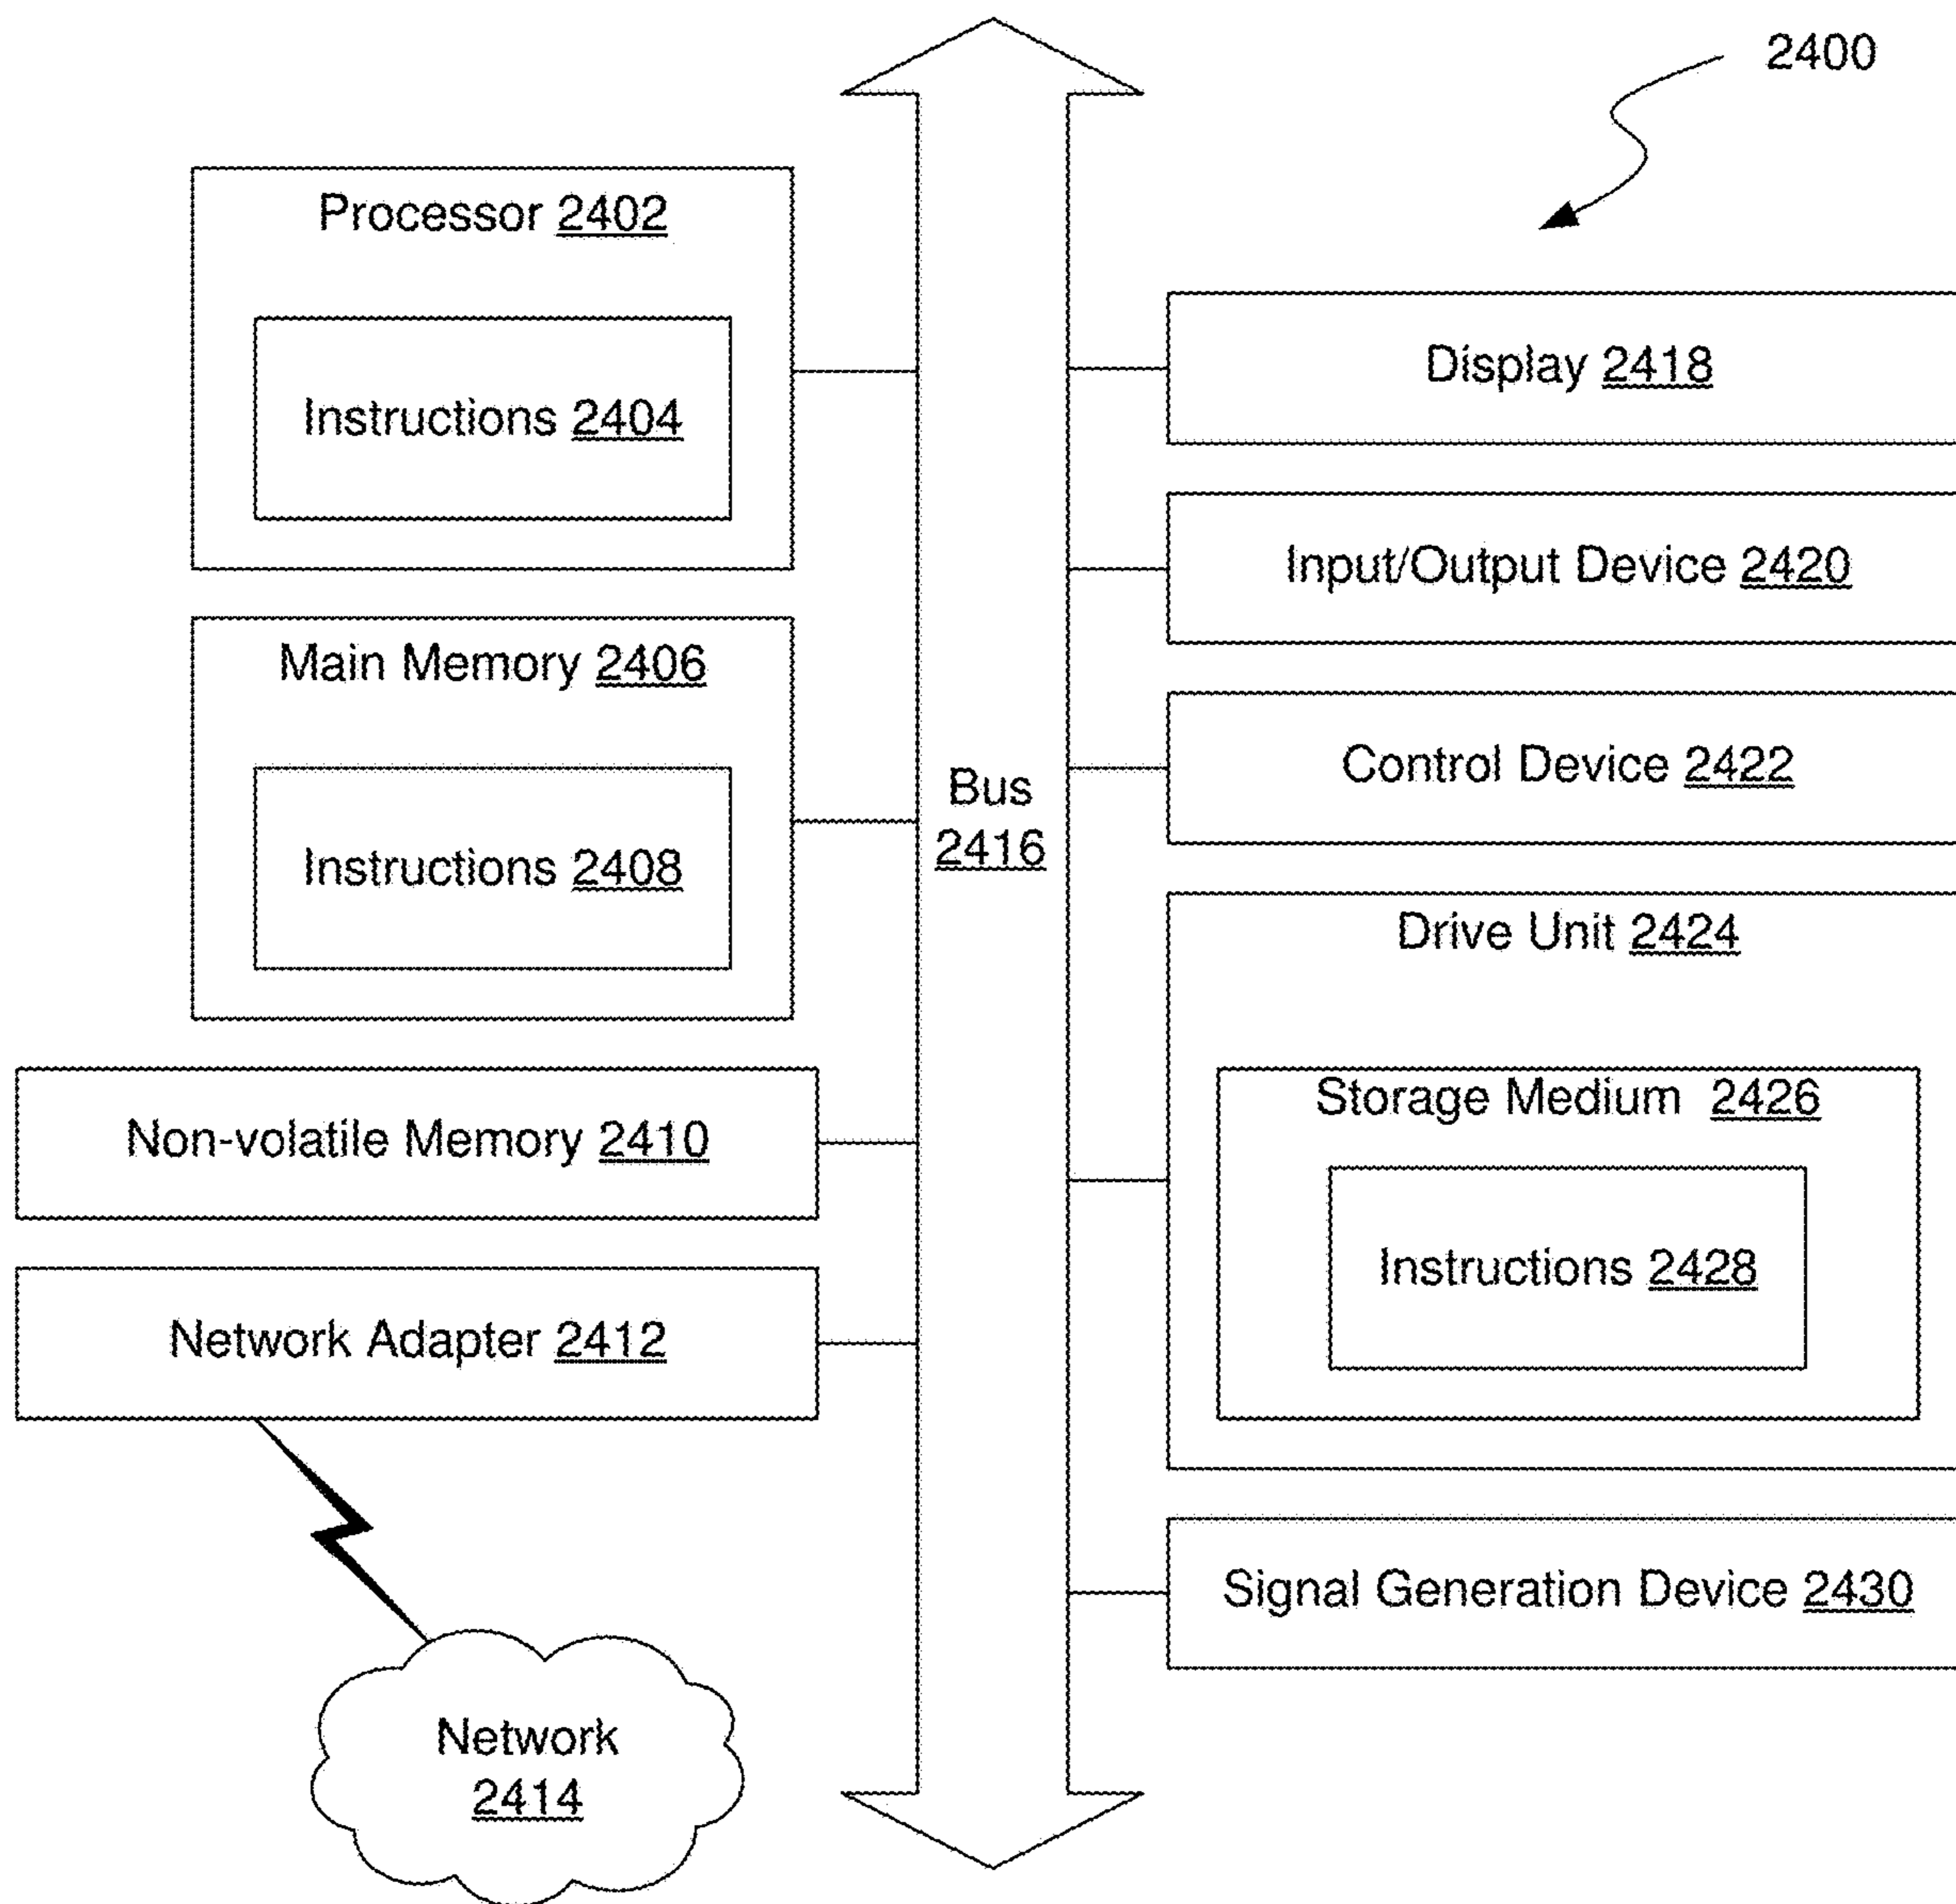 2400
Processor 2402
Instructions 2404
Main Memory 2406
Instructions 2408
Non-volatile Memory 2410
Network Adapter 2412
Network
2414
Bus
2416
Display 2418
Input/Output Device 2420
Control Device 2422
Drive Unit 2424
Storage Medium 2426
Instructions 2428
Signal Generation Device 2430